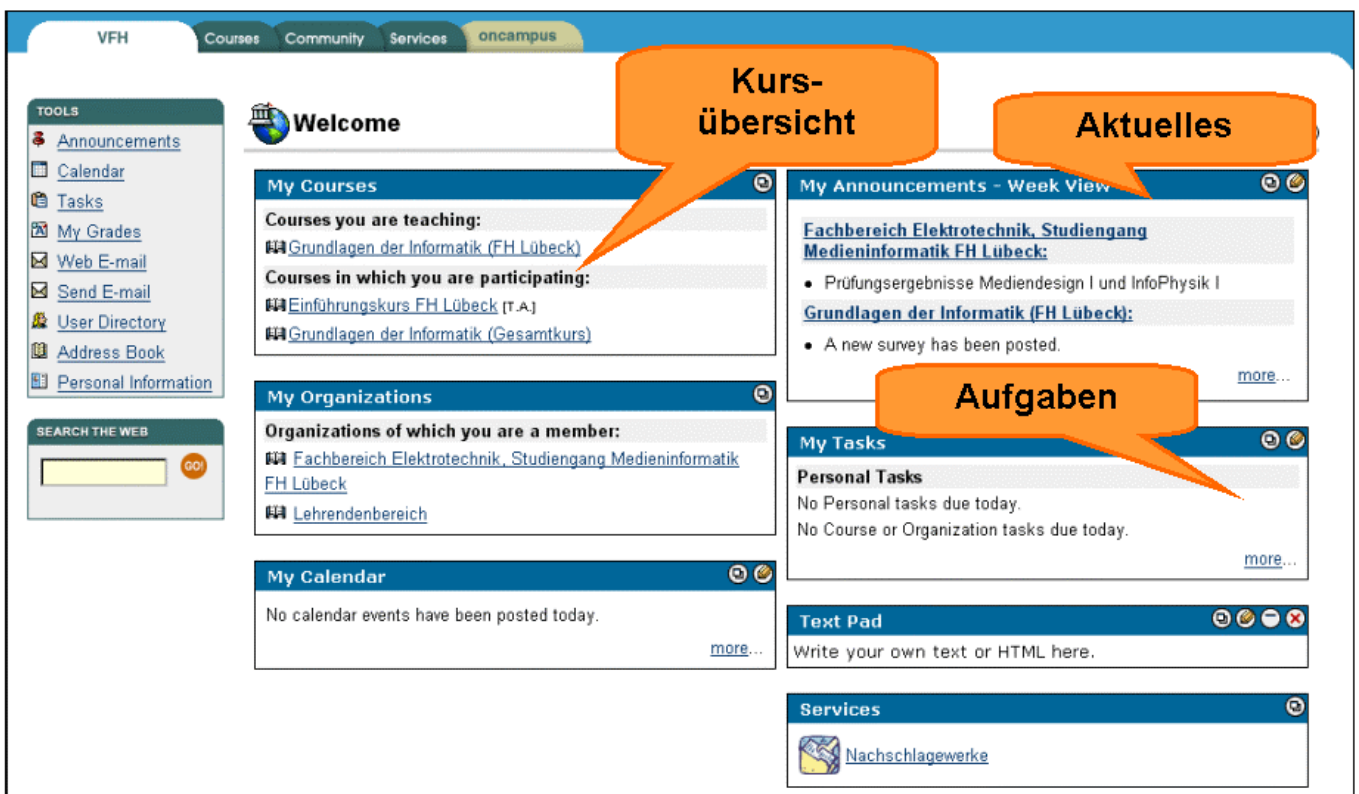 VFH Courses Community Services oncampus
Kurs-
übersicht
Aktuelles
TOOLS
Announcements
Calendar
Tasks
My Grades
Web E-mail
Send E-mail
User Directory
Address Book
Personal Information
SEARCH THE WEB
GO!
Welcome
My Courses
Courses you are teaching:
Grundlagen der Informatik (FH Lübeck)
Courses in which you are participating:
Einführungskurs FH Lübeck [T.A.]
Grundlagen der Informatik (Gesamtkurs)
My Organizations
Organizations of which you are a member:
Fachbereich Elektrotechnik, Studiengang Medieninformatik
FH Lübeck
Lehrendenbereich
My Calendar
No calendar events have been posted today.
more...
My Announcements - Week View
Fachbereich Elektrotechnik, Studiengang
Medieninformatik FH Lübeck:
• Prüfungsergebnisse Mediendesign I und InfoPhysik I
Grundlagen der Informatik (FH Lübeck):
• A new survey has been posted.
more...
Aufgaben
My Tasks
Personal Tasks
No Personal tasks due today.
No Course or Organization tasks due today.
more...
Text Pad
Write your own text or HTML here.
Services
Nachschlagewerke